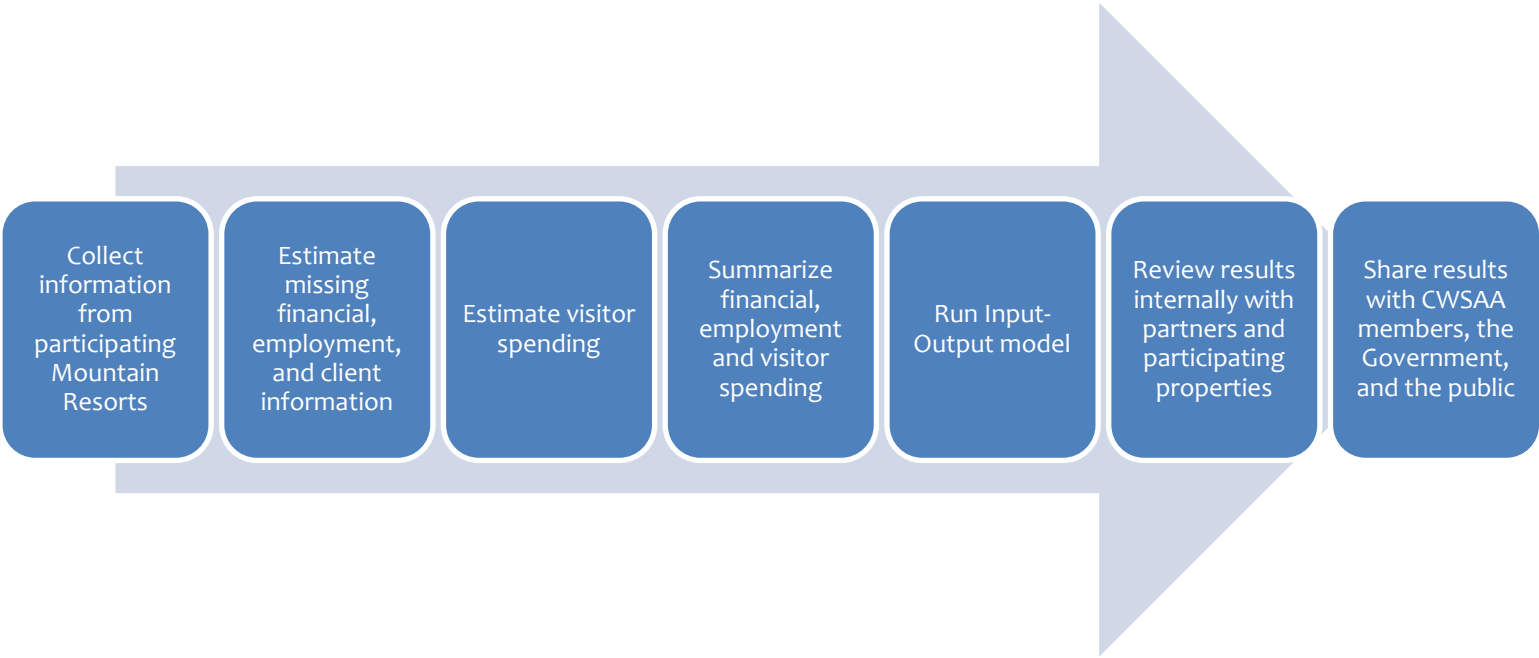 Collect
information
from
participating
Mountain
Resorts
Estimate
missing
financial,
employment,
and client
information
Estimate visitor
spending
Summarize
financial,
employment
and visitor
spending
Run Input-
Output model
Review results
internally with
partners and
participating
properties
Share results
with CWSAA
members, the
Government,
and the public